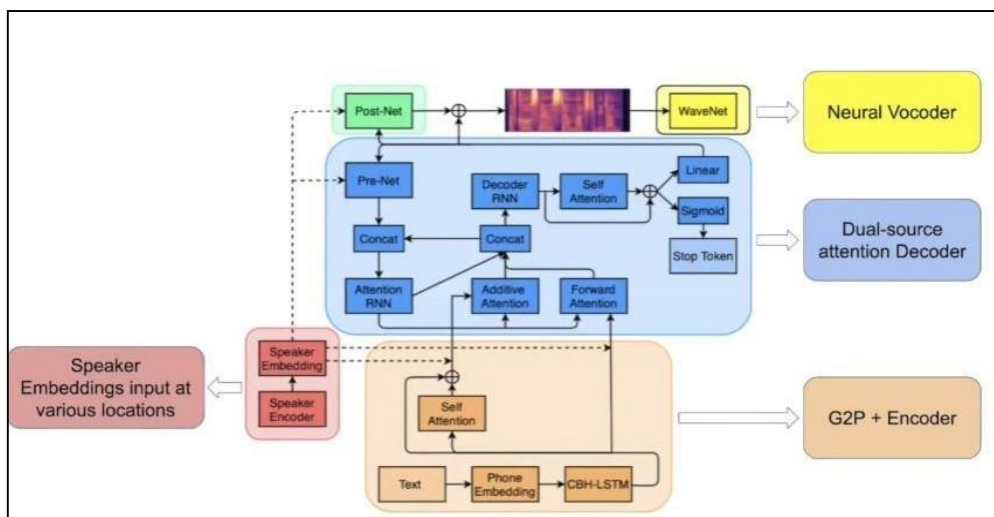 Post-Net
WaveNet
Neural Vocoder
Pre-Net
Decoder
RNN
Self
Attention
Linear
Sigmoid
Concat
Concat
Stop Token
Dual-source
attention Decoder
Attention
RNN
Additive
Attention
Forward
Attention
Speaker
Embeddings input at
various locations
Speaker
Embedding
Speaker
Encoder
Self
Attention
G2P + Encoder
Text
Phone
Embedding
CBH-LSTM